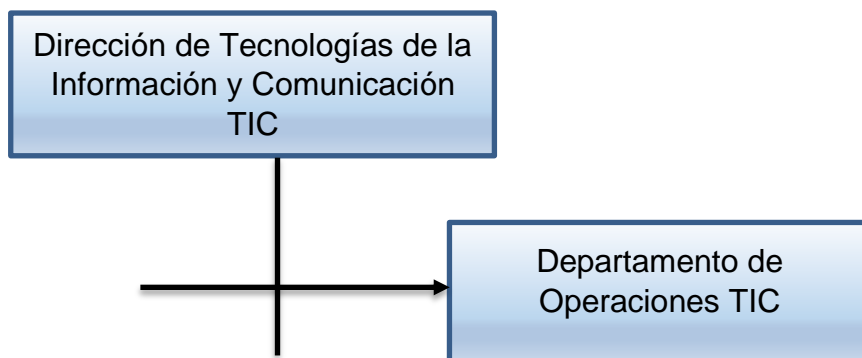 Dirección de Tecnologías de la
Información y Comunicación
TIC
Departamento de
Operaciones TIC